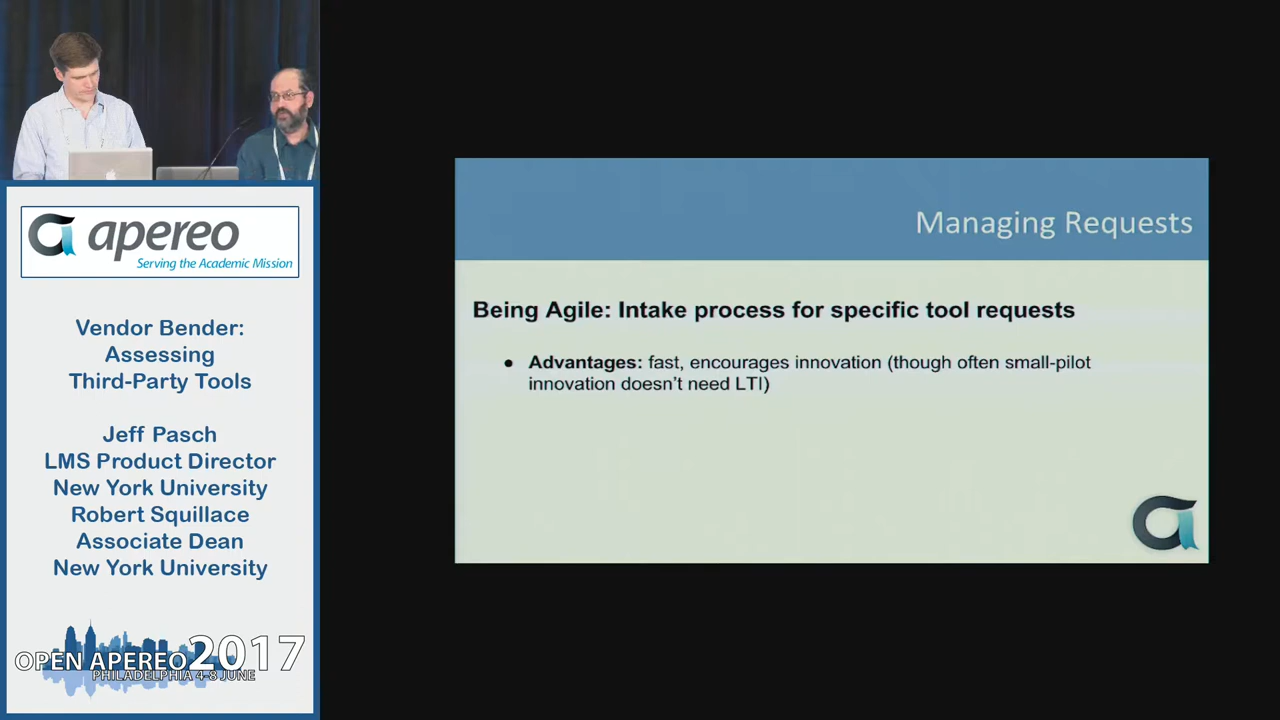 apereo
Serving the Academic Mission
Vendor Bender:
Assessing
Third-Party Tools
Jeff Pasch
LMS Product Director
New York University
Robert Squillace
Associate Dean
New York University
OPEN APEREO 2017
PHILADELPHIA 4-8 JUNE
Managing Requests
Being Agile: Intake process for specific tool requests
● Advantages: fast, encourages innovation (though often small-pilot
innovation doesn't need LTI)